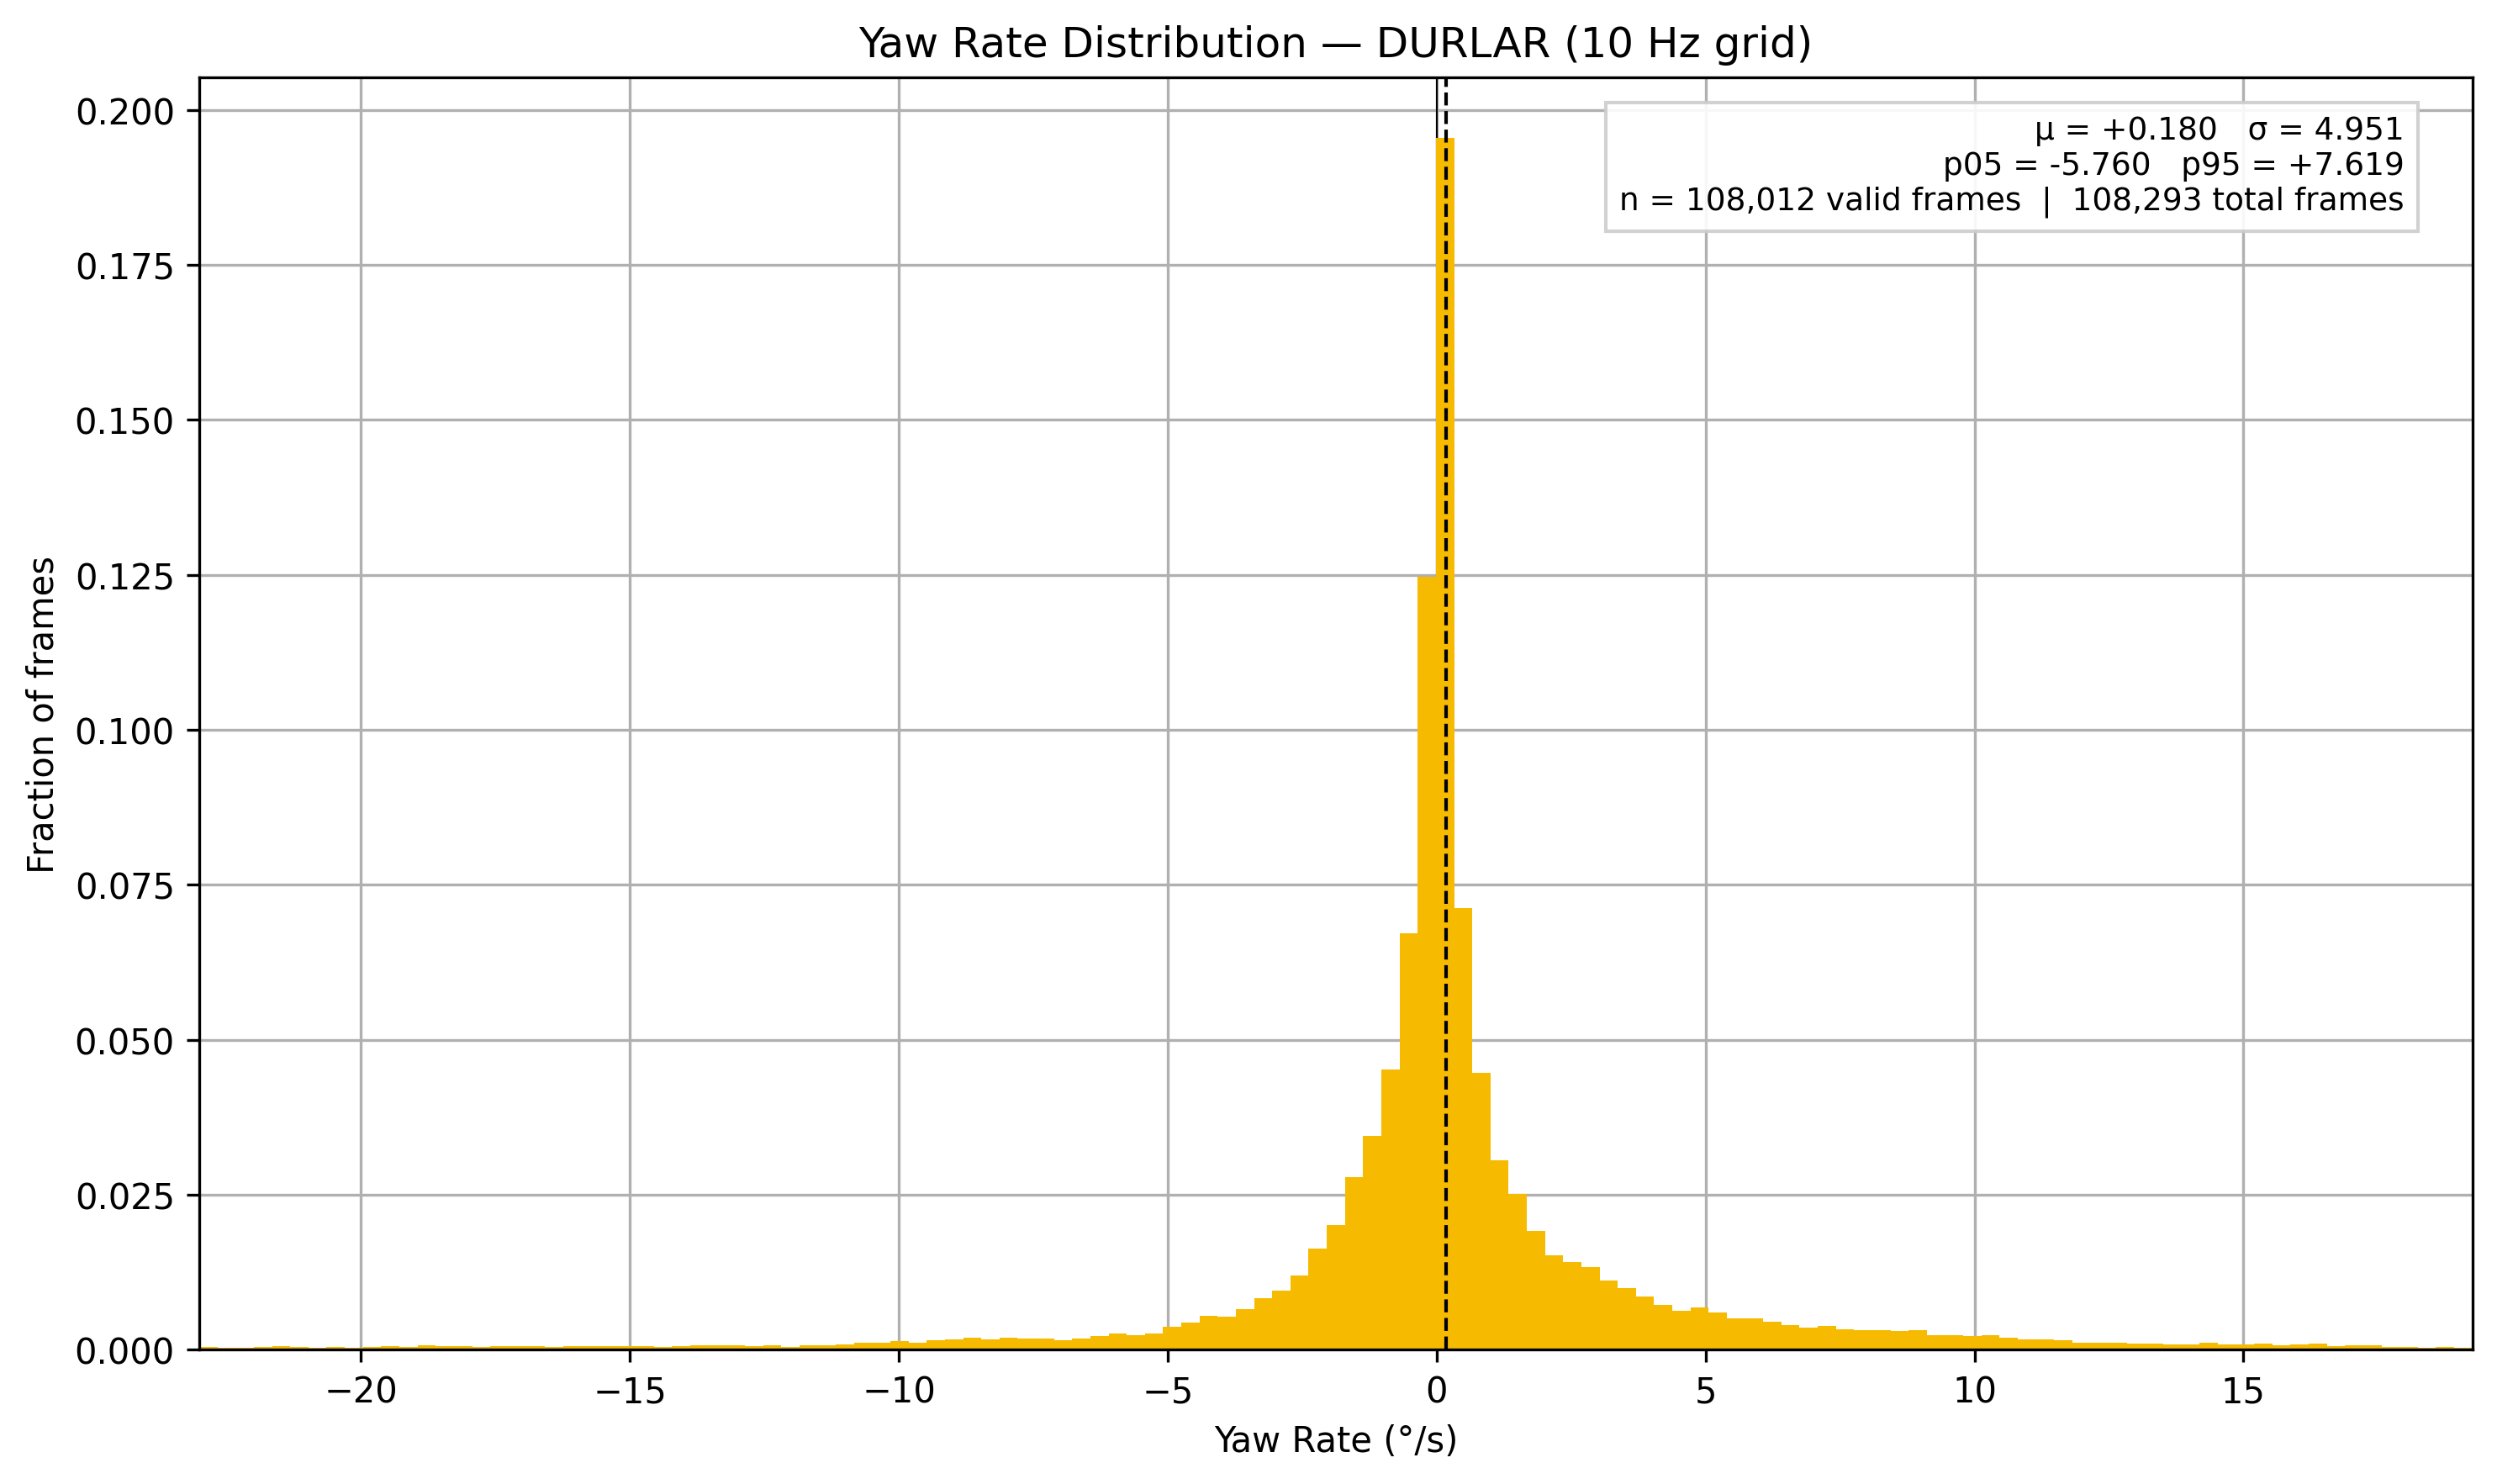 Yaw Rate Distribution — DURLAR (10 Hz grid)
μ = +0.180   σ = 4.951
p05 = -5.760   p95 = +7.619
n = 108,012 valid frames  |  108,293 total frames
Fraction of frames
0.200
0.175
0.150
0.125
0.100
0.075
0.050
0.025
0.000
−20
−15
−10
−5
0
5
10
15
Yaw Rate (°/s)